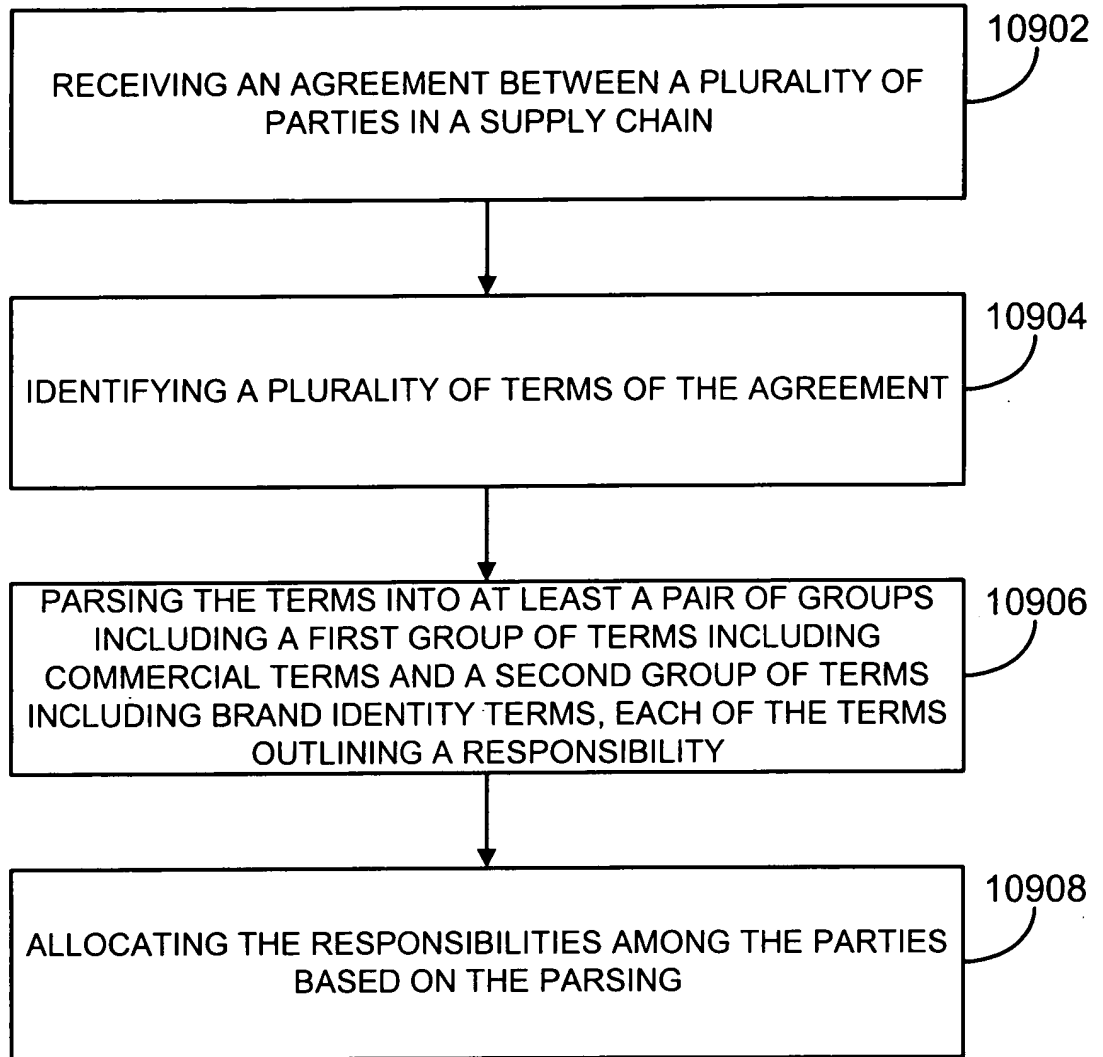 10902
RECEIVING AN AGREEMENT BETWEEN A PLURALITY OF
PARTIES IN A SUPPLY CHAIN
10904
IDENTIFYING A PLURALITY OF TERMS OF THE AGREEMENT
10906
PARSING THE TERMS INTO AT LEAST A PAIR OF GROUPS
INCLUDING A FIRST GROUP OF TERMS INCLUDING
COMMERCIAL TERMS AND A SECOND GROUP OF TERMS
INCLUDING BRAND IDENTITY TERMS, EACH OF THE TERMS
OUTLINING A RESPONSIBILITY
10908
ALLOCATING THE RESPONSIBILITIES AMONG THE PARTIES
BASED ON THE PARSING